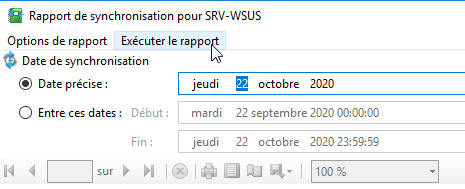 Rapport de synchronisation pour SRV-WSUS
Options de rapport Exécuter le rapport
Date de synchronisation
Date précise : jeudi 22 octobre 2020
Entre ces dates : Début : mardi 22 septembre 2020 00:00:00
Fin : jeudi 22 octobre 2020 23:59:59
sur 100 %